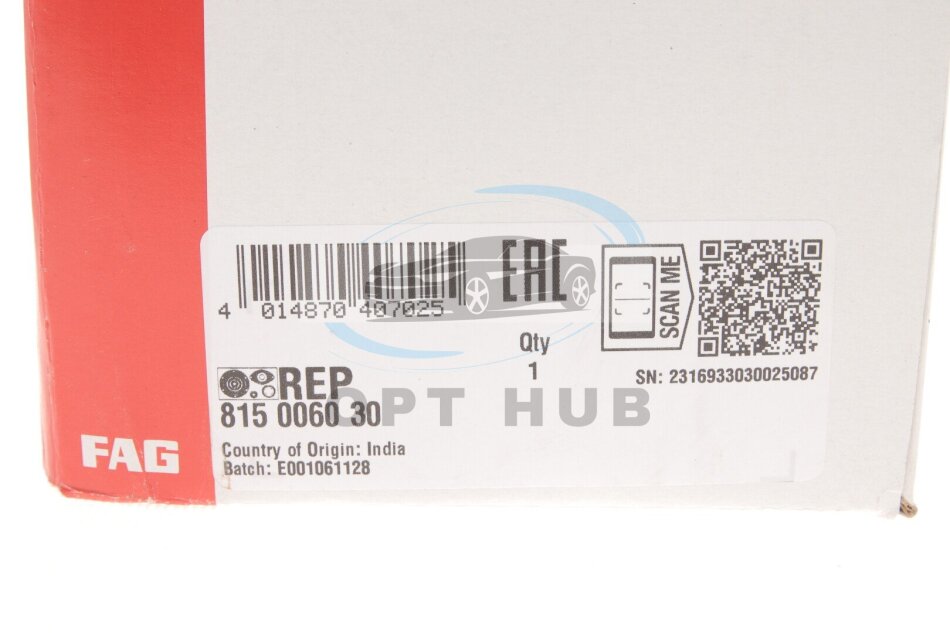 4 014870 407025
EAC
SCAN ME
Qty
1
SN: 2316933030025087
REP
815 0060 30
OPT HUB
Country of Origin: India
Batch: E001061128
FAG